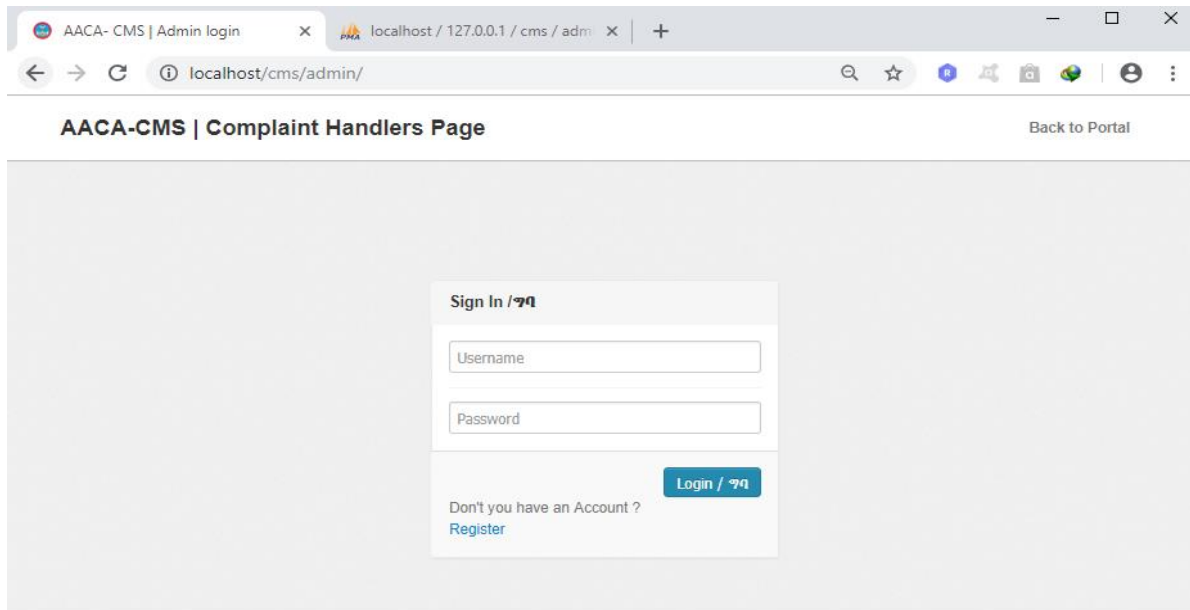 AACA- CMS | Admin login
localhost / 127.0.0.1 / cms / adm
localhost/cms/admin/
AACA-CMS | Complaint Handlers Page
Back to Portal
Sign In /ግባ
Username
Password
Login / ግባ
Don't you have an Account ?
Register